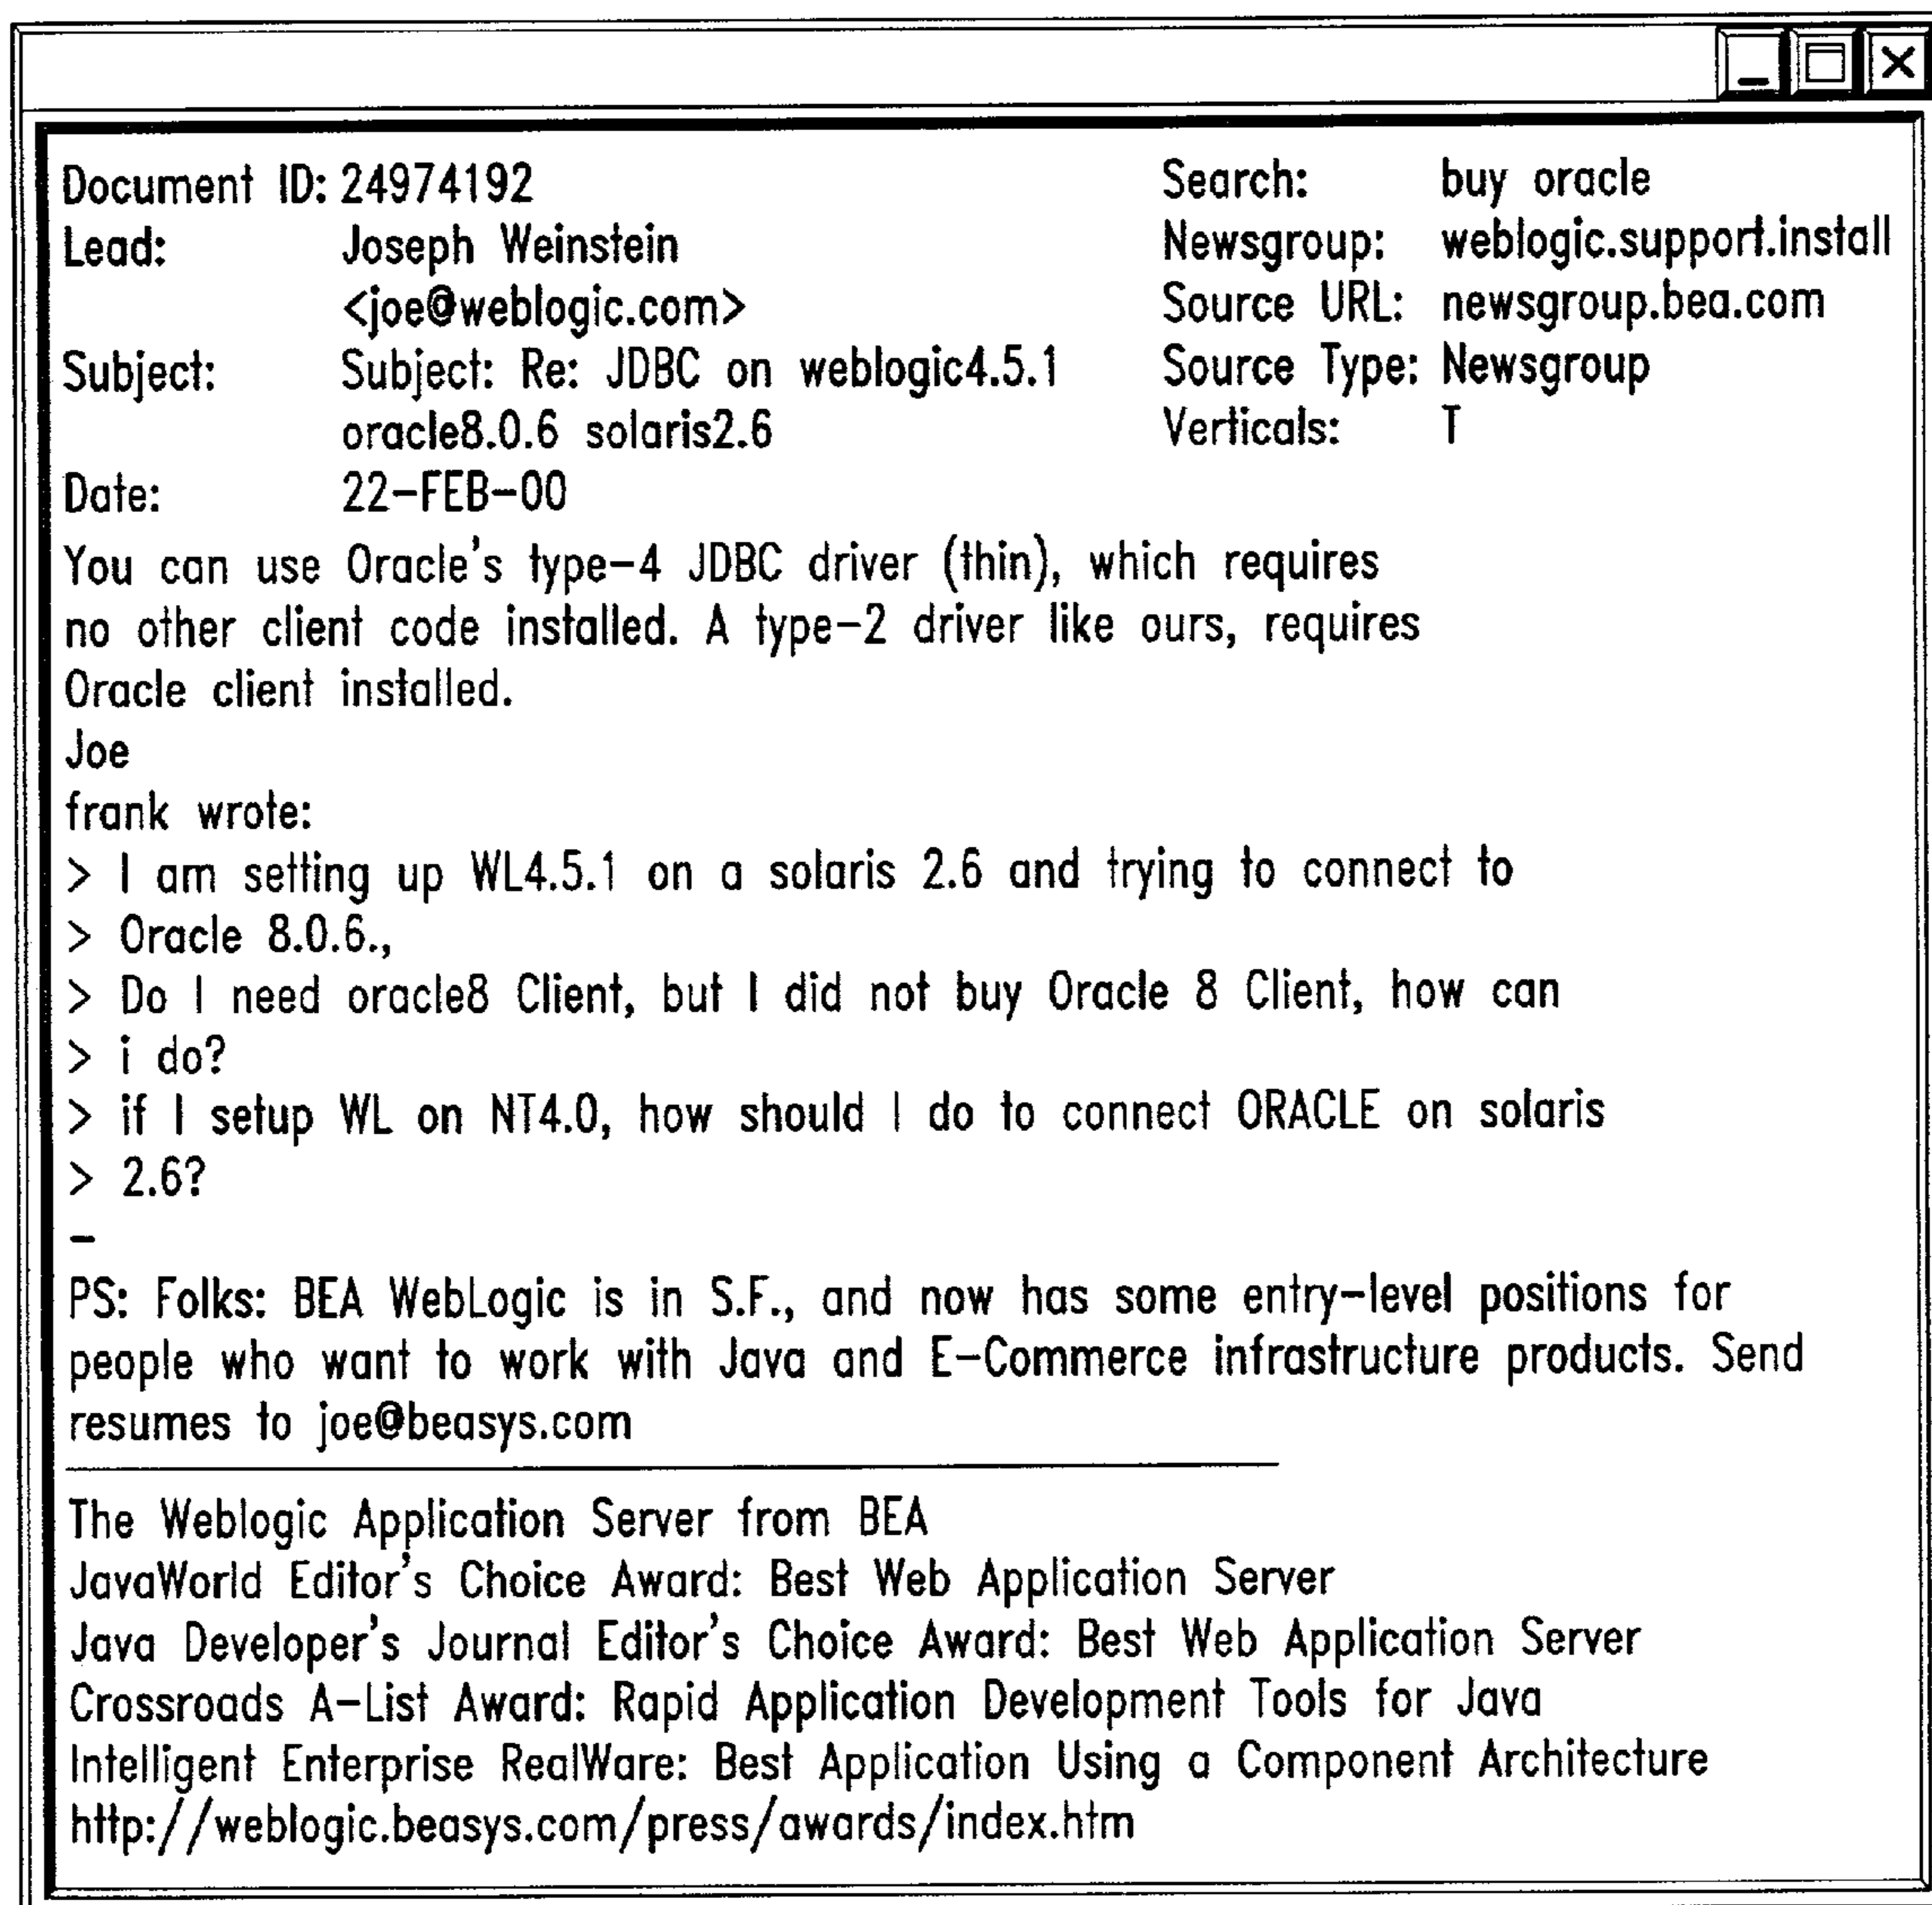 Document ID: 24974192
Lead: Joseph Weinstein
<joe@weblogic.com>
Subject: Subject: Re: JDBC on weblogic4.5.1
oracle8.0.6 solaris2.6
Date: 22-FEB-00
Search: buy oracle
Newsgroup: weblogic.support.install
Source URL: newsgroup.bea.com
Source Type: Newsgroup
Verticals: T
You can use Oracle's type-4 JDBC driver (thin), which requires
no other client code installed. A type-2 driver like ours, requires
Oracle client installed.
Joe
frank wrote:
> I am setting up WL4.5.1 on a solaris 2.6 and trying to connect to
> Oracle 8.0.6.,
> Do I need oracle8 Client, but I did not buy Oracle 8 Client, how can
> i do?
> if I setup WL on NT4.0, how should I do to connect ORACLE on solaris
> 2.6?
–
PS: Folks: BEA WebLogic is in S.F., and now has some entry-level positions for
people who want to work with Java and E-Commerce infrastructure products. Send
resumes to joe@beasys.com
The Weblogic Application Server from BEA
JavaWorld Editor's Choice Award: Best Web Application Server
Java Developer's Journal Editor's Choice Award: Best Web Application Server
Crossroads A-List Award: Rapid Application Development Tools for Java
Intelligent Enterprise RealWare: Best Application Using a Component Architecture
http://weblogic.beasys.com/press/awards/index.htm